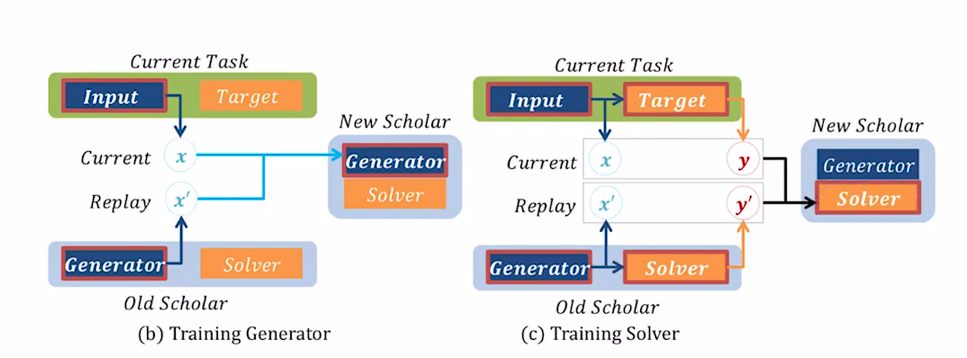 Current Task
Input
Target
Current
x
Replay
x'
New Scholar
Generator
Solver
Generator
Solver
Old Scholar
(b) Training Generator
Current Task
Input
Target
Current
x
y
Replay
x'
y'
New Scholar
Generator
Solver
Generator
Solver
Old Scholar
(c) Training Solver